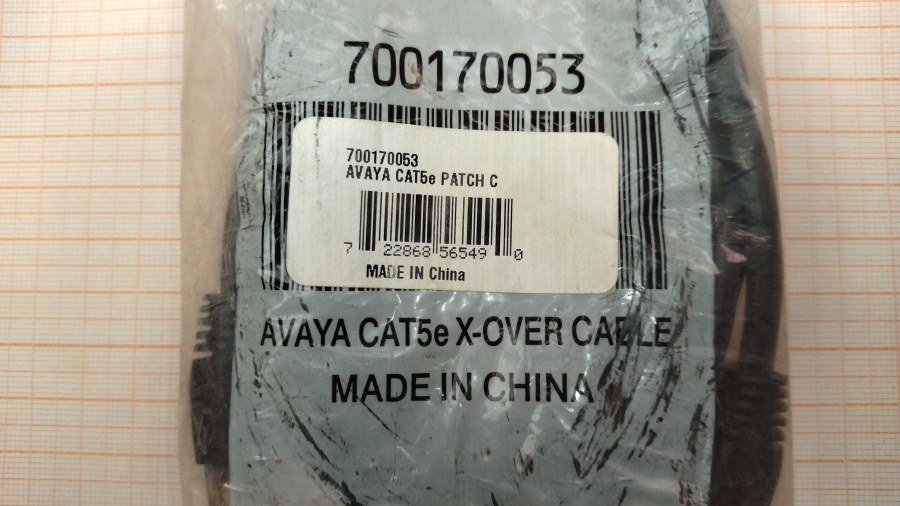 700170053
700170053
AVAYA CAT5e PATCH C
7 22868 56549 0
MADE IN China
AVAYA CAT5e X-OVER CABLE
MADE IN CHINA